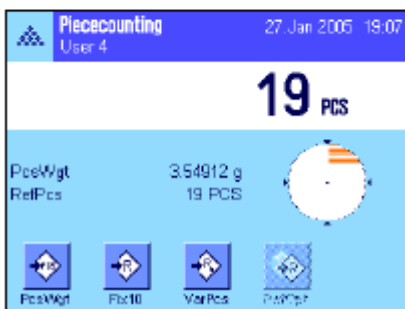 Piececounting
27.Jan 2005 19:07
User 4
19 PCS
PceWgt 3.54912 g
RefPcs 19 PCS
PcsWgt Fix10 VarPcs